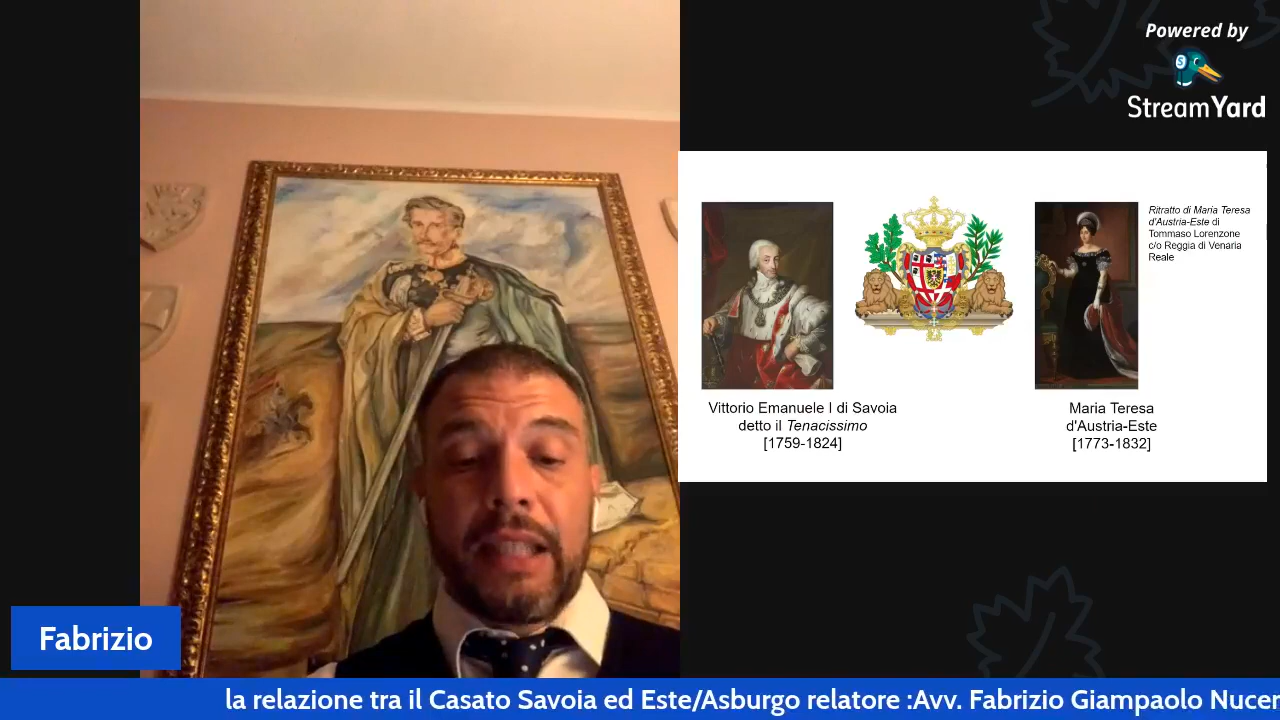 Powered by
StreamYard
Ritratto di Maria Teresa
d'Austria-Este di
Tommaso Lorenzone
c/o Reggia di Venaria
Reale
Vittorio Emanuele I di Savoia
detto il Tenacissimo
[1759-1824]
Maria Teresa
d'Austria-Este
[1773-1832]
Fabrizio
la relazione tra il Casato Savoia ed Este/Asburgo relatore :Avv. Fabrizio Giampaolo Nucer